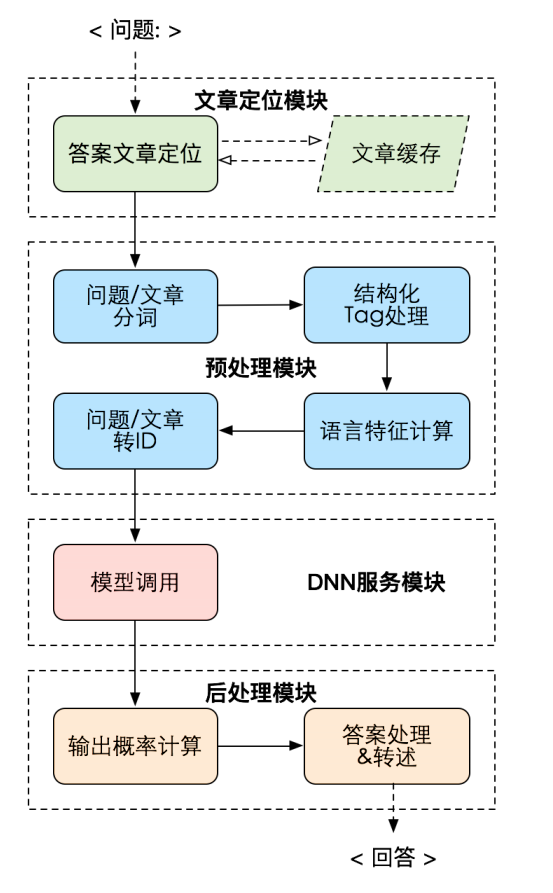 < 问题: >
文章定位模块
答案文章定位
文章缓存
问题/文章
分词
结构化
Tag处理
预处理模块
问题/文章
转ID
语言特征计算
模型调用
DNN服务模块
后处理模块
输出概率计算
答案处理
&转述
< 回答 >